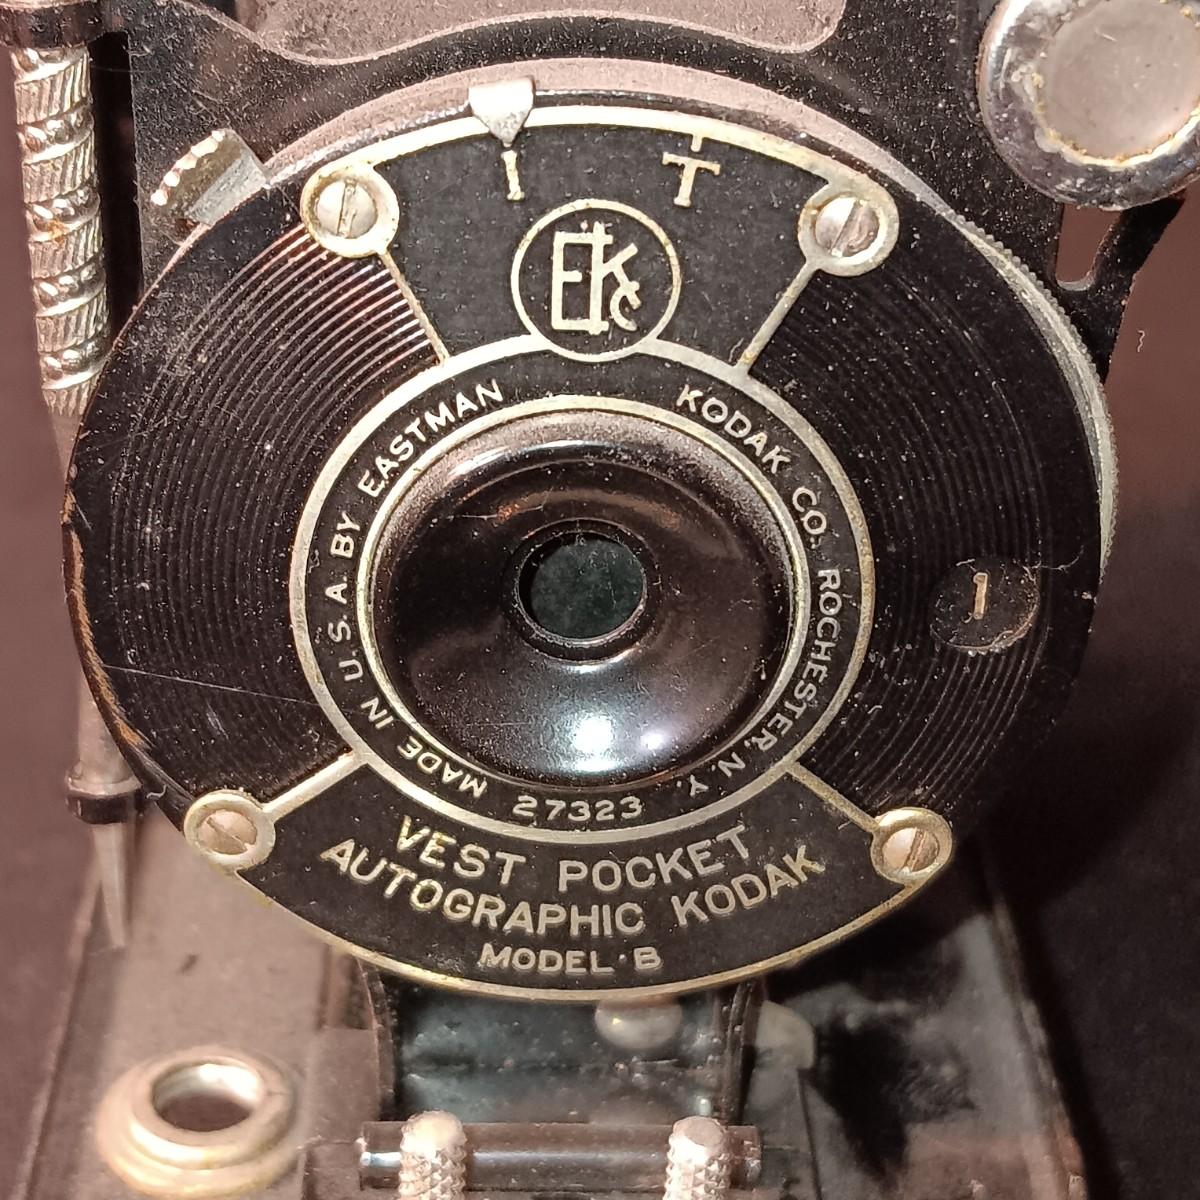 I T
EKC
MADE IN U.S.A. BY EASTMAN KODAK CO. ROCHESTER, N.Y.
27323
1
VEST POCKET
AUTOGRAPHIC KODAK
MODEL · B